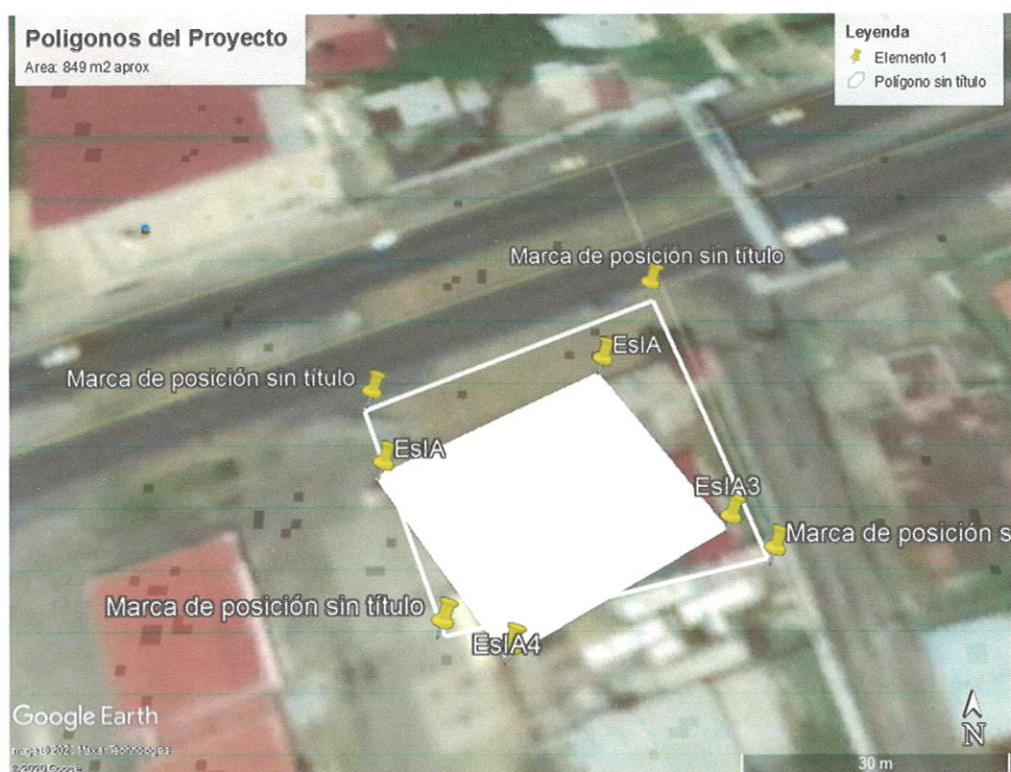 Poligonos del Proyecto
Area: 849 m2 aprox
Leyenda
Elemento 1
Polígono sin título
Marca de posición sin título
EsIA
Marca de posición sin título
EsIA
EsIA3
Marca de posición s
Marca de posición sin título
EsIA4
Google Earth
© 2020 Google
N
30 m